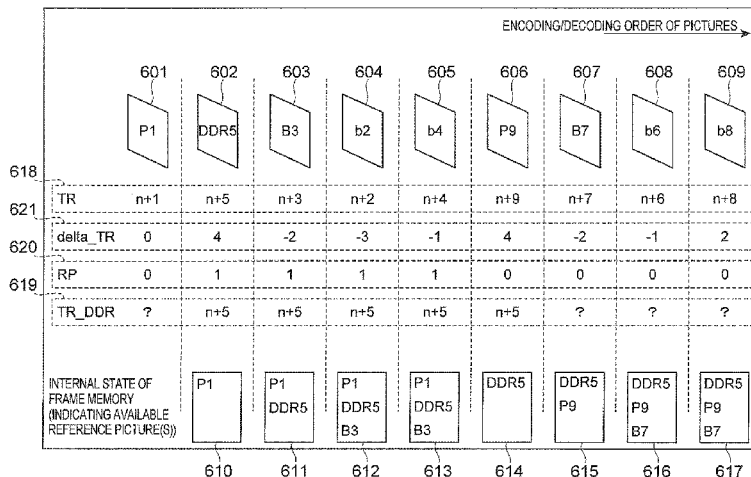 ENCODING/DECODING ORDER OF PICTURES
601 602 603 604 605 606 607 608 609
P1 DDR5 B3 b2 b4 P9 B7 b6 b8
618
TR n+1 n+5 n+3 n+2 n+4 n+9 n+7 n+6 n+8
621
delta_TR 0 4 -2 -3 -1 4 -2 -1 2
620
RP 0 1 1 1 1 0 0 0 0
619
TR_DDR ? n+5 n+5 n+5 n+5 n+5 ? ? ?
INTERNAL STATE OF
FRAME MEMORY
(INDICATING AVAILABLE
REFERENCE PICTURE(S))
P1
P1
DDR5
P1
DDR5
B3
P1
DDR5
B3
DDR5
DDR5
P9
DDR5
P9
B7
DDR5
P9
B7
610 611 612 613 614 615 616 617